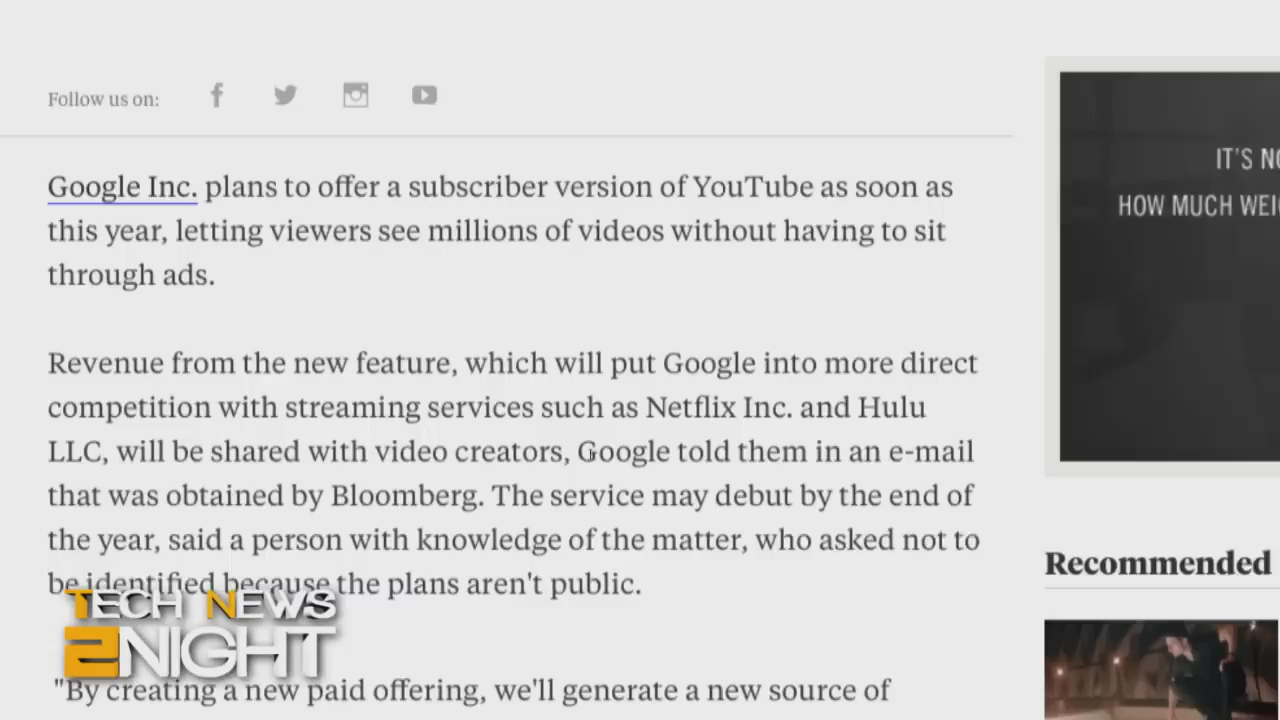 Follow us on:
Google Inc. plans to offer a subscriber version of YouTube as soon as
this year, letting viewers see millions of videos without having to sit
through ads.
Revenue from the new feature, which will put Google into more direct
competition with streaming services such as Netflix Inc. and Hulu
LLC, will be shared with video creators, Google told them in an e-mail
that was obtained by Bloomberg. The service may debut by the end of
the year, said a person with knowledge of the matter, who asked not to
be identified because the plans aren't public.
"By creating a new paid offering, we'll generate a new source of
TECH NEWS
2NIGHT
IT'S
HOW MUCH
Recommended